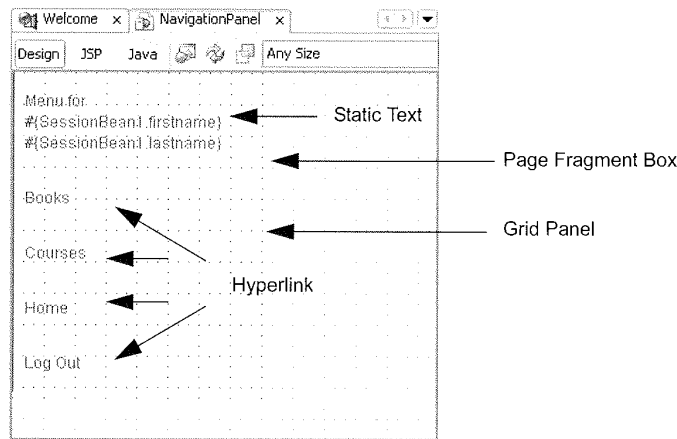 Welcome x NavigationPanel x
Design JSP Java Any Size
Menu for
#{SessionBean1.firstname}
#{SessionBean1.lastname}
Static Text
Page Fragment Box
Books
Grid Panel
Courses
Hyperlink
Home
Log Out